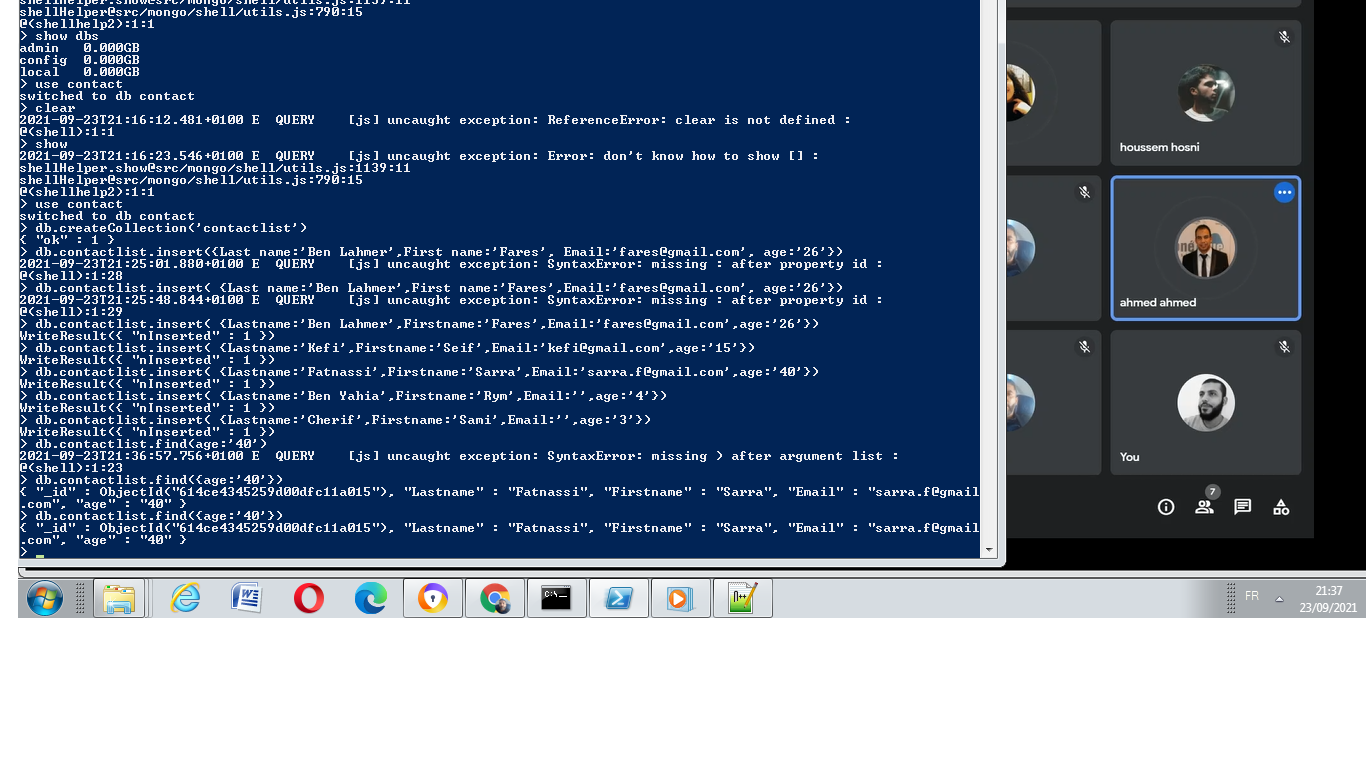 shellHelper.show@src/mongo/shell/utils.js:1139:11
shellHelper@src/mongo/shell/utils.js:790:15
@(shellhelp2):1:1
> show dbs
admin   0.000GB
config  0.000GB
local   0.000GB
> use contact
switched to db contact
> clear
2021-09-23T21:16:12.481+0100 E  QUERY    [js] uncaught exception: ReferenceError: clear is not defined :
@(shell):1:1
> show
2021-09-23T21:16:23.546+0100 E  QUERY    [js] uncaught exception: Error: don't know how to show [] :
shellHelper.show@src/mongo/shell/utils.js:1139:11
shellHelper@src/mongo/shell/utils.js:790:15
@(shellhelp2):1:1
> use contact
switched to db contact
> db.createCollection('contactlist')
{ "ok" : 1 }
> db.contactlist.insert({Last name:'Ben Lahmer',First name:'Fares', Email:'fares@gmail.com', age:'26'})
2021-09-23T21:25:01.880+0100 E  QUERY    [js] uncaught exception: SyntaxError: missing : after property id :
@(shell):1:28
> db.contactlist.insert( {Last name:'Ben Lahmer',First name:'Fares',Email:'fares@gmail.com', age:'26'})
2021-09-23T21:25:48.844+0100 E  QUERY    [js] uncaught exception: SyntaxError: missing : after property id :
@(shell):1:29
> db.contactlist.insert( {Lastname:'Ben Lahmer',Firstname:'Fares',Email:'fares@gmail.com',age:'26'})
WriteResult({ "nInserted" : 1 })
> db.contactlist.insert( {Lastname:'Kefi',Firstname:'Seif',Email:'kefi@gmail.com',age:'15'})
WriteResult({ "nInserted" : 1 })
> db.contactlist.insert( {Lastname:'Fatnassi',Firstname:'Sarra',Email:'sarra.f@gmail.com',age:'40'})
WriteResult({ "nInserted" : 1 })
> db.contactlist.insert( {Lastname:'Ben Yahia',Firstname:'Rym',Email:'',age:'4'})
WriteResult({ "nInserted" : 1 })
> db.contactlist.insert( {Lastname:'Cherif',Firstname:'Sami',Email:'',age:'3'})
WriteResult({ "nInserted" : 1 })
> db.contactlist.find(age:'40')
2021-09-23T21:36:57.756+0100 E  QUERY    [js] uncaught exception: SyntaxError: missing ) after argument list :
@(shell):1:23
> db.contactlist.find({age:'40'})
{ "_id" : ObjectId("614ce4345259d00dfc11a015"), "Lastname" : "Fatnassi", "Firstname" : "Sarra", "Email" : "sarra.f@gmail
.com", "age" : "40" }
> db.contactlist.find({age:'40'})
{ "_id" : ObjectId("614ce4345259d00dfc11a015"), "Lastname" : "Fatnassi", "Firstname" : "Sarra", "Email" : "sarra.f@gmail
.com", "age" : "40" }
>
houssem hosni
ahmed ahmed
You
7
FR
21:37
23/09/2021